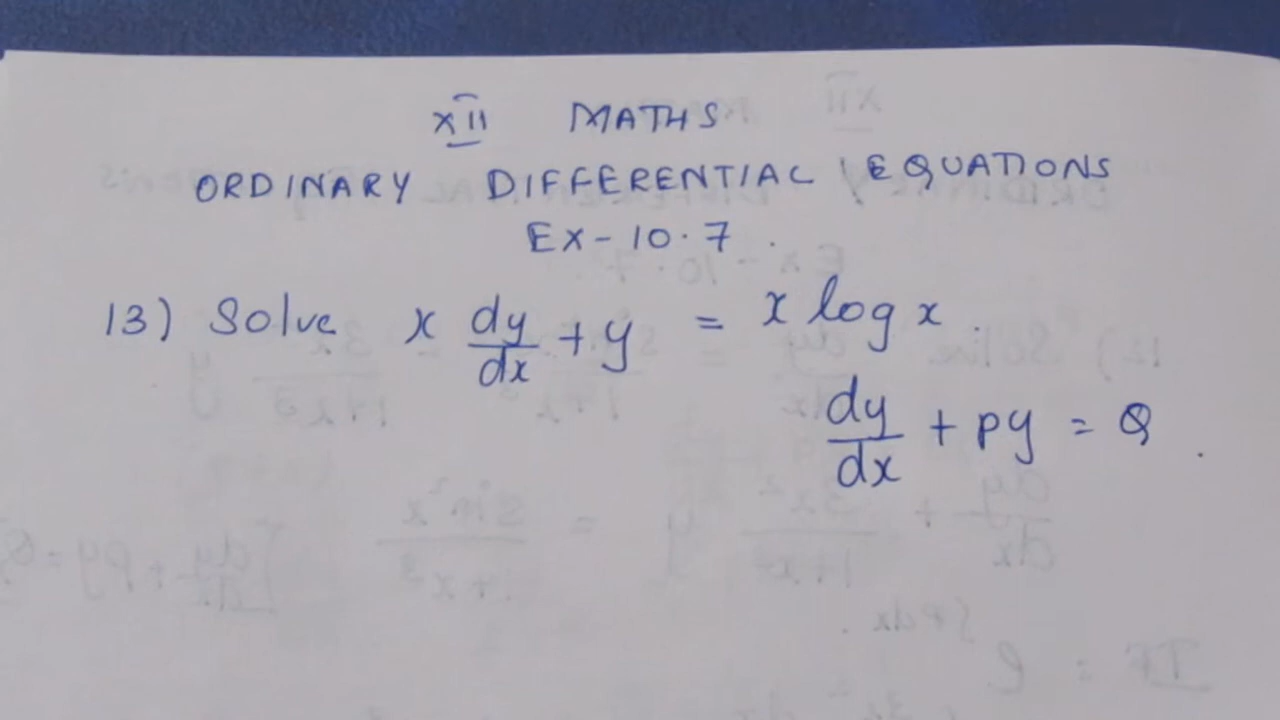 XII MATHS
ORDINARY DIFFERENTIAL EQUATIONS
EX-10.7.
13) Solve x dy/dx + y = x log x.
dy/dx + py = Q.